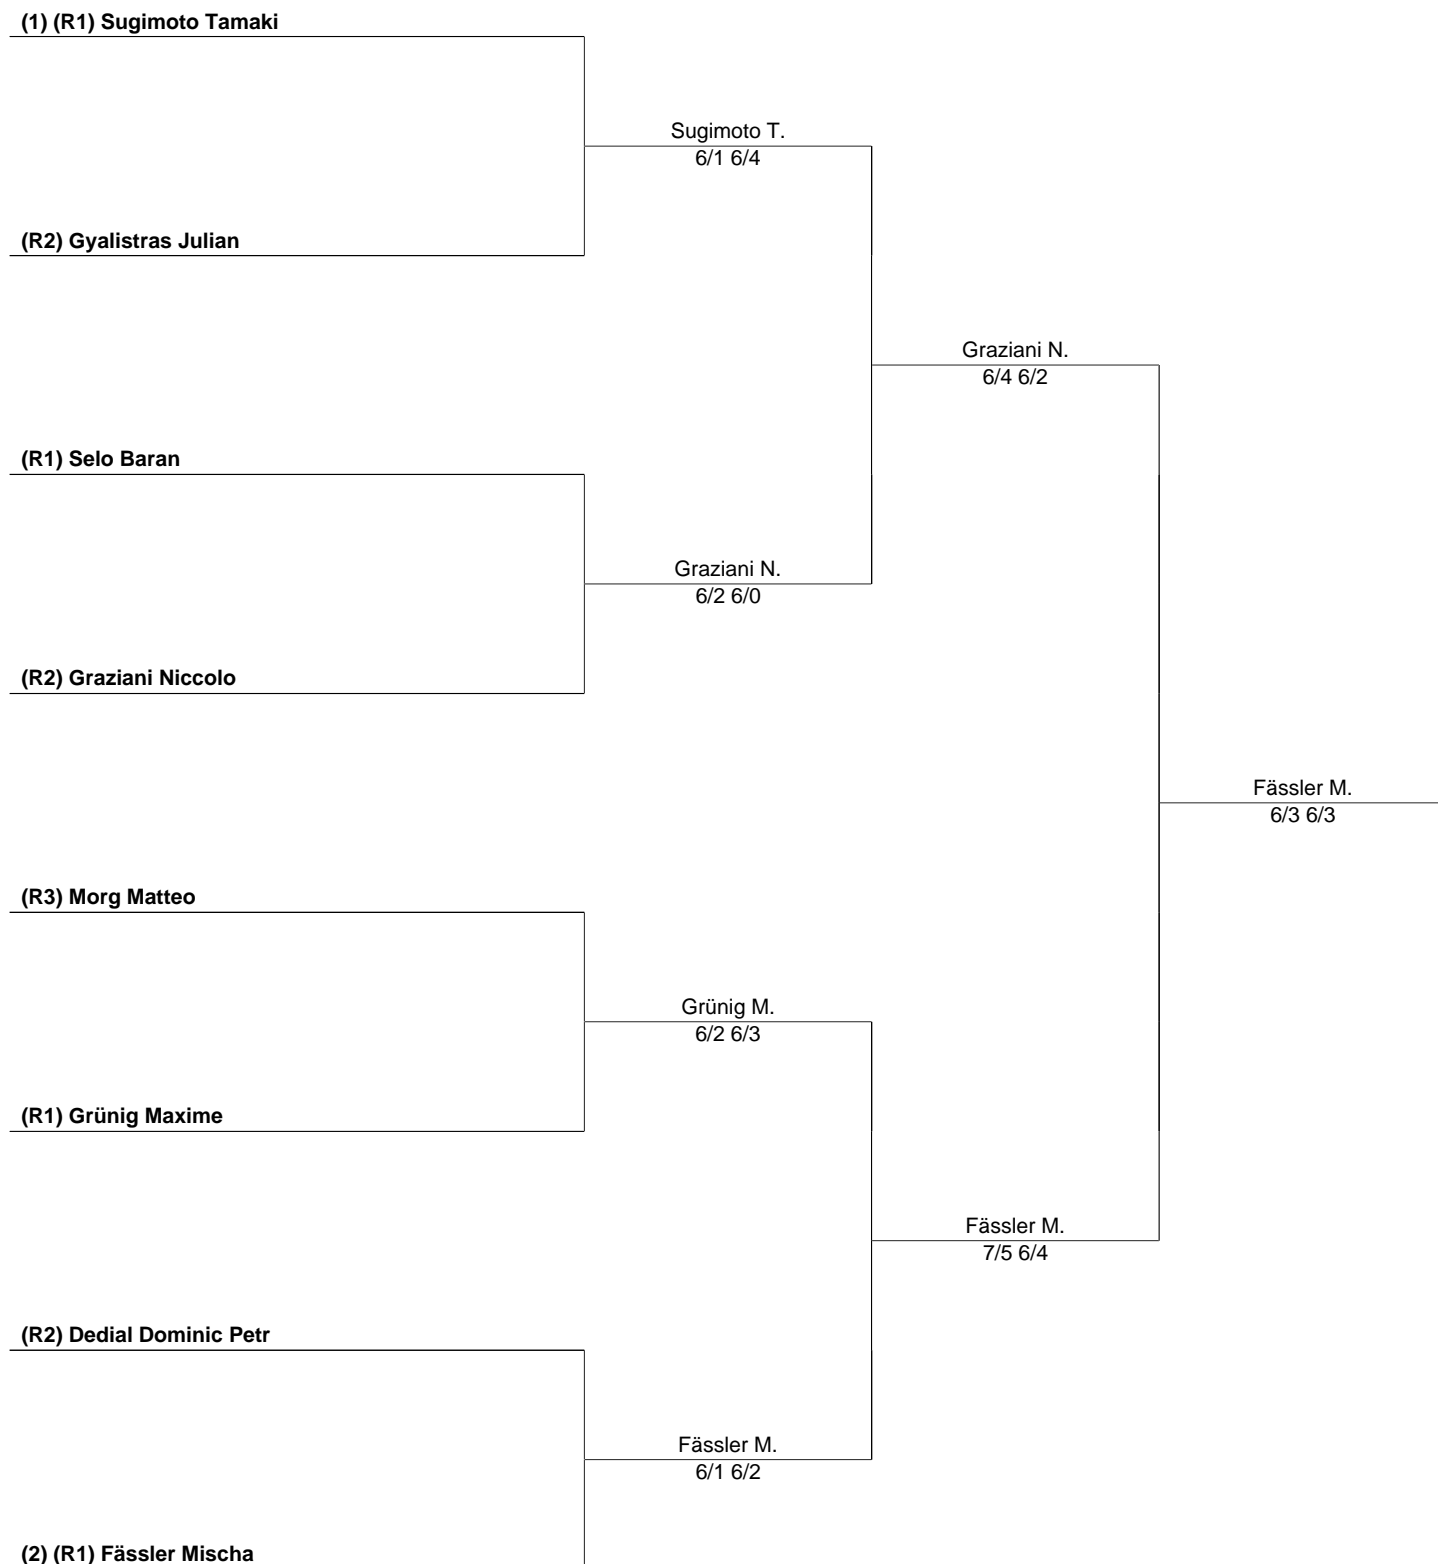 (1) (R1) Sugimoto Tamaki
Sugimoto T.
6/1 6/4
(R2) Gyalistras Julian
Graziani N.
6/4 6/2
(R1) Selo Baran
Graziani N.
6/2 6/0
(R2) Graziani Niccolo
Fässler M.
6/3 6/3
(R3) Morg Matteo
Grünig M.
6/2 6/3
(R1) Grünig Maxime
Fässler M.
7/5 6/4
(R2) Dedial Dominic Petr
Fässler M.
6/1 6/2
(2) (R1) Fässler Mischa